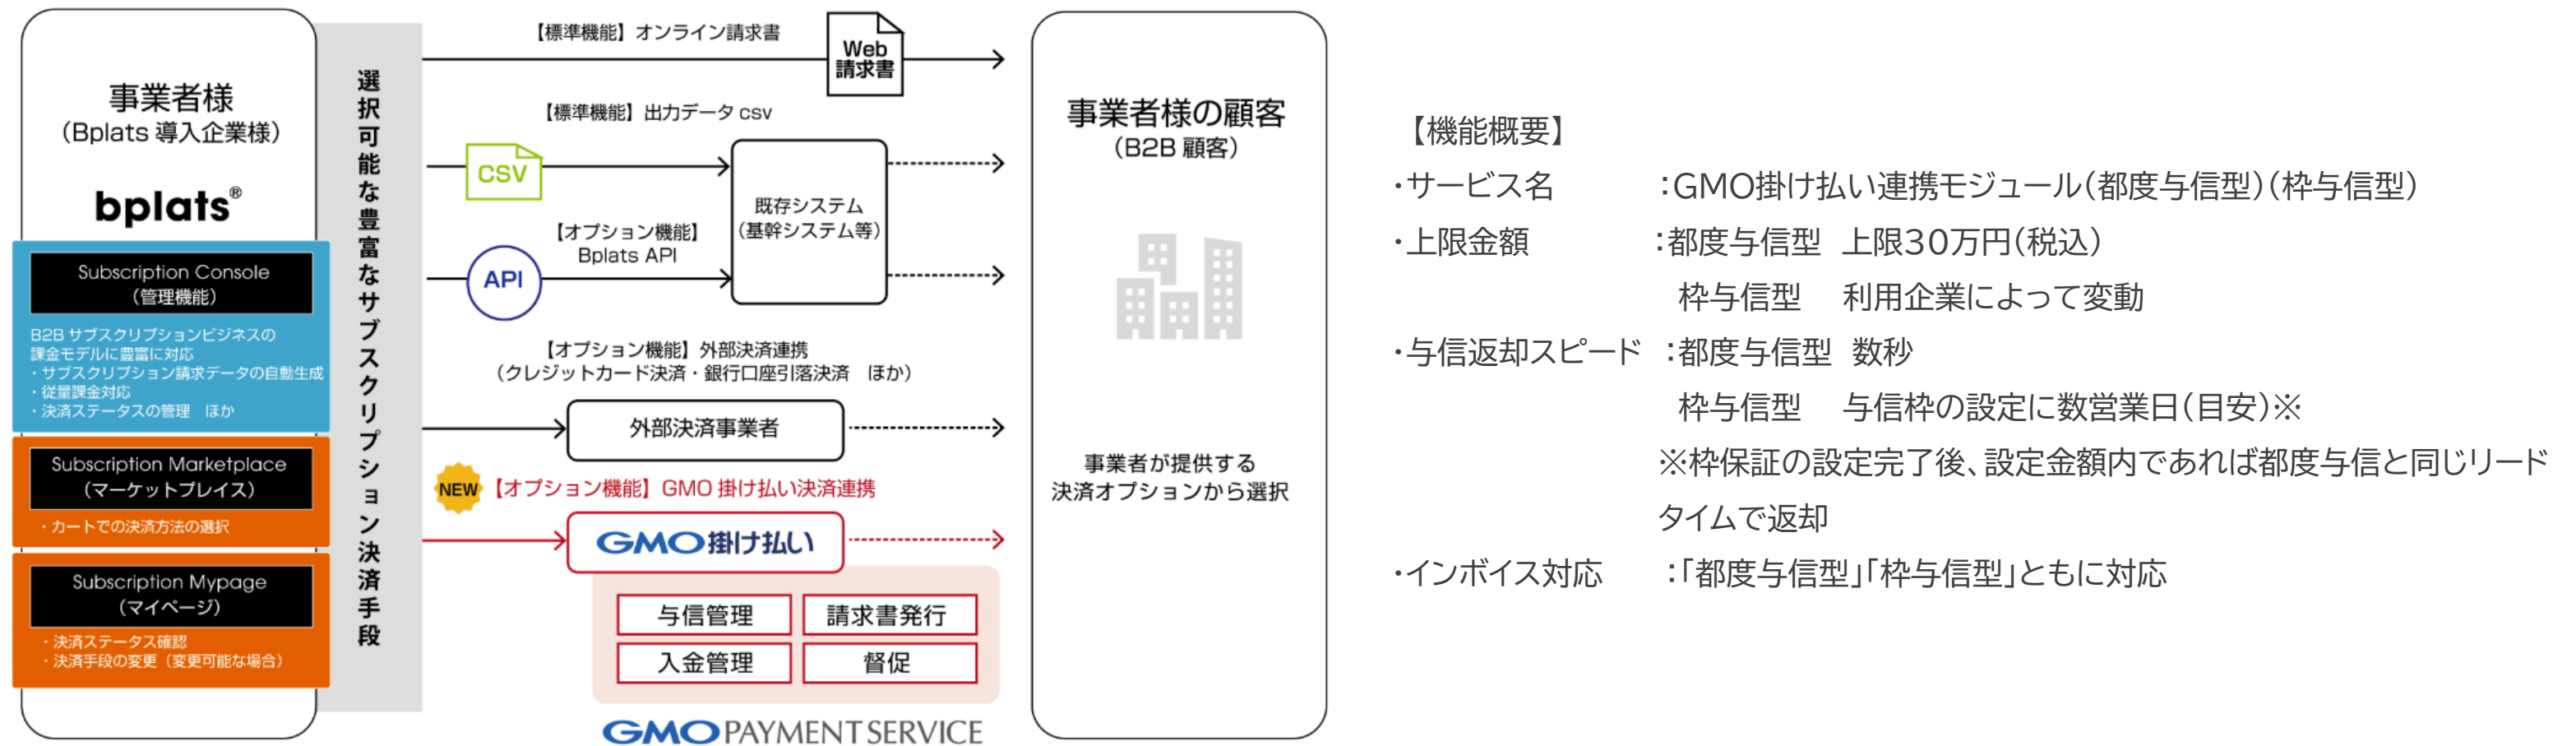 事業者様
（Bplats 導入企業様）
bplats®
Subscription Console
（管理機能）
B2B サブスクリプションビジネスの
課金モデルに豊富に対応
・サブスクリプション請求データの自動生成
・従量課金対応
・決済ステータスの管理　ほか
Subscription Marketplace
（マーケットプレイス）
・カートでの決済方法の選択
Subscription Mypage
（マイページ）
・決済ステータス確認
・決済手段の変更（変更可能な場合）
選択可能な豊富なサブスクリプション決済手段
【標準機能】オンライン請求書
Web
請求書
【標準機能】出力データ csv
CSV
【オプション機能】
Bplats API
API
既存システム
（基幹システム等）
【オプション機能】外部決済連携
（クレジットカード決済・銀行口座引落決済　ほか）
外部決済事業者
NEW 【オプション機能】GMO 掛け払い決済連携
GMO掛け払い
与信管理
請求書発行
入金管理
督促
GMO PAYMENT SERVICE
事業者様の顧客
（B2B 顧客）
事業者が提供する
決済オプションから選択
【機能概要】
・サービス名　：GMO掛け払い連携モジュール（都度与信型）（枠与信型）
・上限金額　：都度与信型　上限30万円（税込）
枠与信型　利用企業によって変動
・与信返却スピード　：都度与信型　数秒
枠与信型　与信枠の設定に数営業日（目安）※
※枠保証の設定完了後、設定金額内であれば都度与信と同じリード
タイムで返却
・インボイス対応　：「都度与信型」「枠与信型」ともに対応